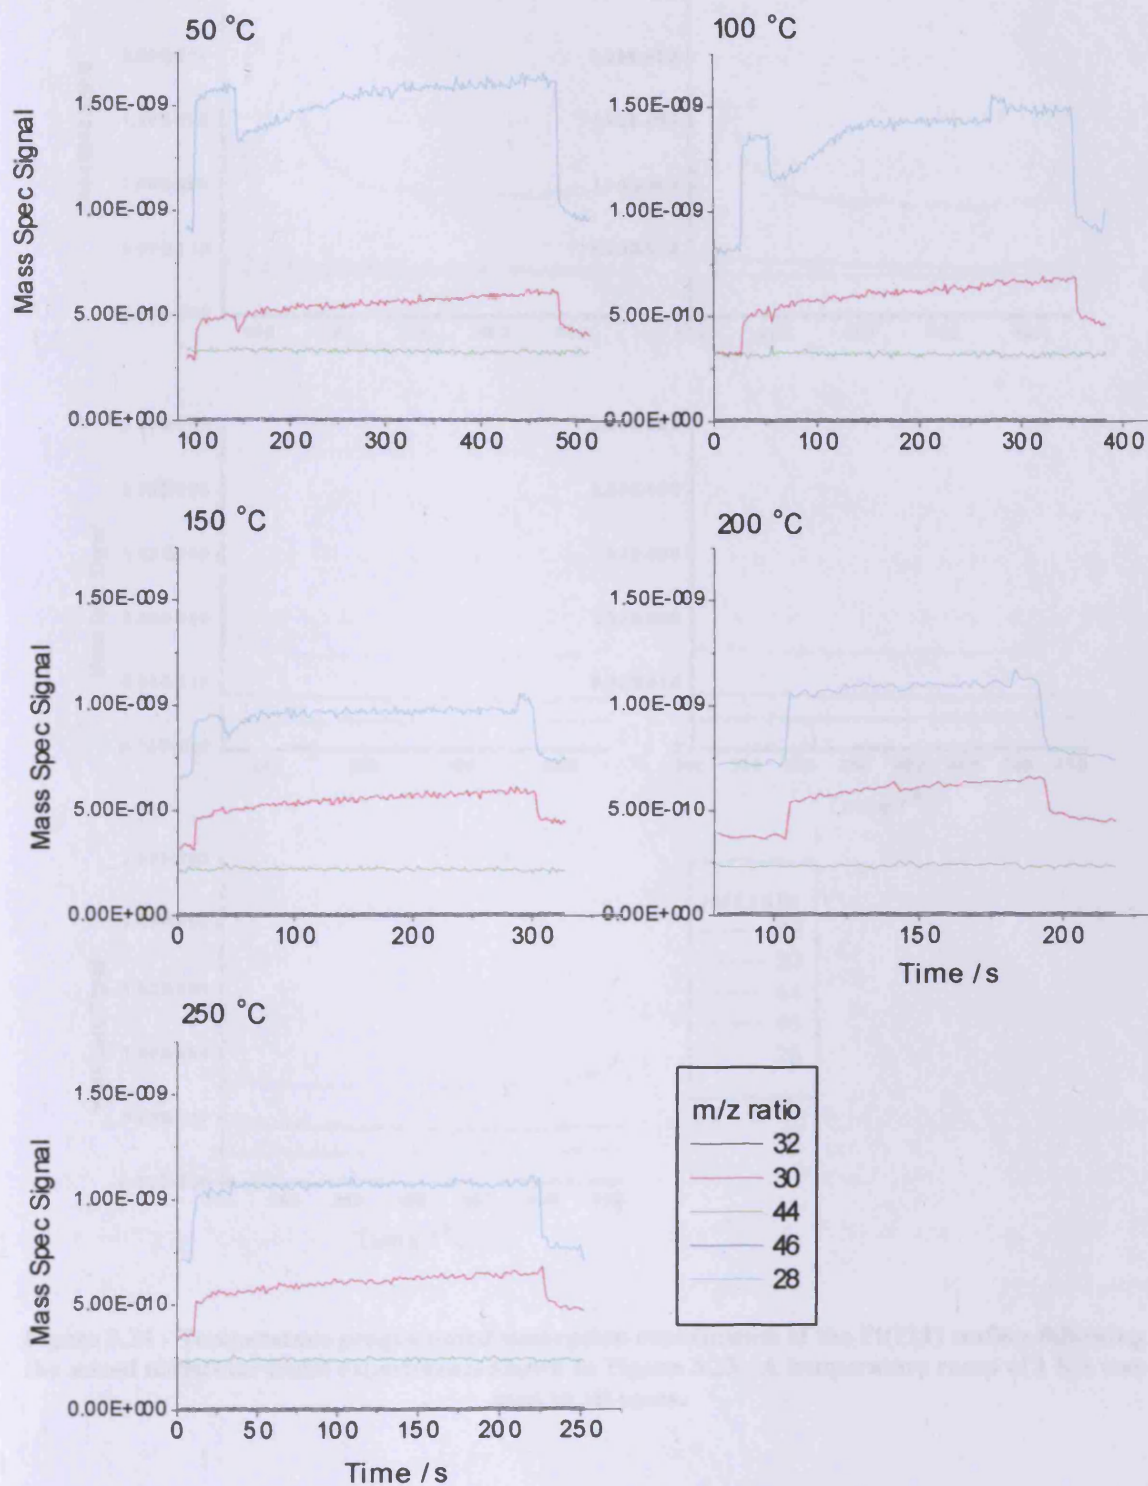 50 °C
100 °C
Mass Spec Signal
1.50E-009
1.00E-009
5.00E-010
0.00E+000
100 200 300 400 500
1.50E-009
1.00E-009
5.00E-010
0.00E+000
0 100 200 300 400
150 °C
200 °C
Mass Spec Signal
1.50E-009
1.00E-009
5.00E-010
0.00E+000
0 100 200 300
1.50E-009
1.00E-009
5.00E-010
0.00E+000
100 150 200
Time / s
250 °C
Mass Spec Signal
1.50E-009
1.00E-009
5.00E-010
0.00E+000
0 50 100 150 200 250
Time / s
m/z ratio
32
30
44
46
28